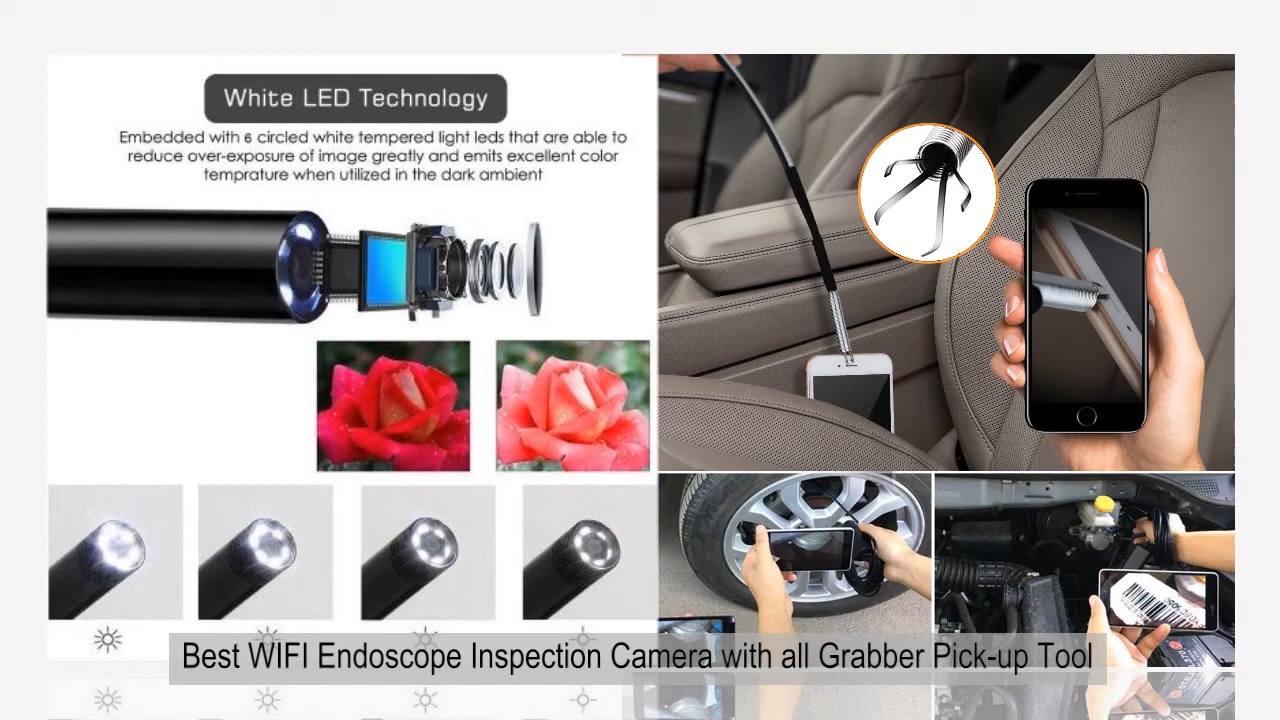 White LED Technology
Embedded with 6 circled white tempered light leds that are able to
reduce over-exposure of image greatly and emits excellent color
temprature when utilized in the dark ambient
Best WIFI Endoscope Inspection Camera with all Grabber Pick-up Tool